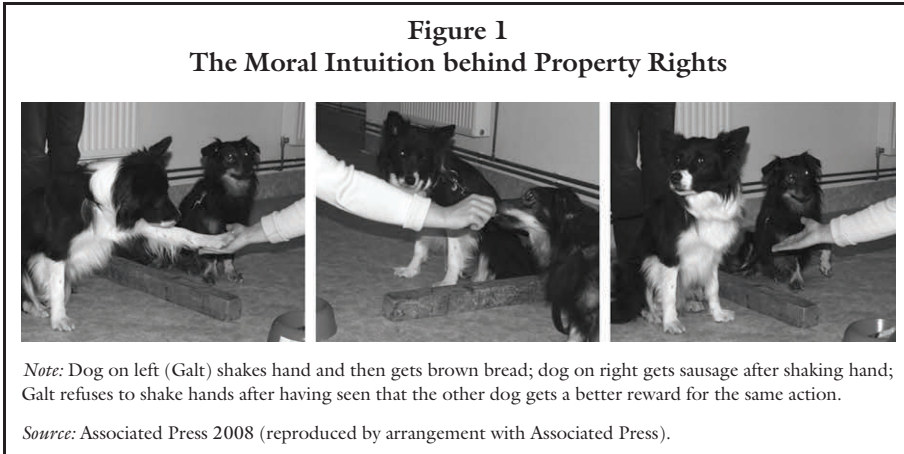 Figure 1
The Moral Intuition behind Property Rights
Note: Dog on left (Galt) shakes hand and then gets brown bread; dog on right gets sausage after shaking hand;
Galt refuses to shake hands after having seen that the other dog gets a better reward for the same action.
Source: Associated Press 2008 (reproduced by arrangement with Associated Press).